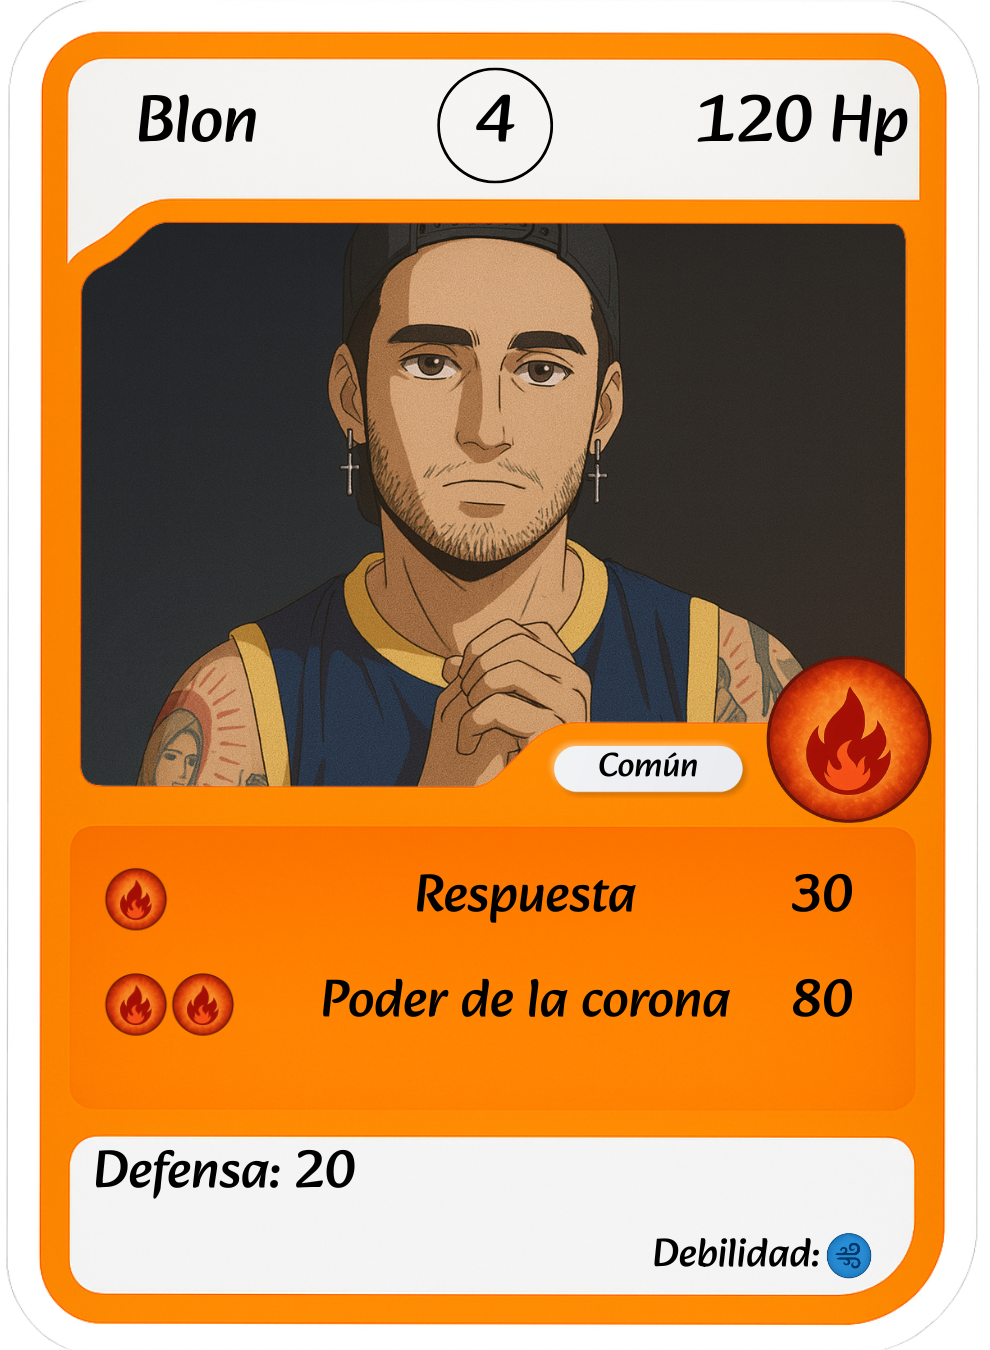 Blon 4 120 Hp
Común
Respuesta 30
Poder de la corona 80
Defensa: 20
Debilidad: